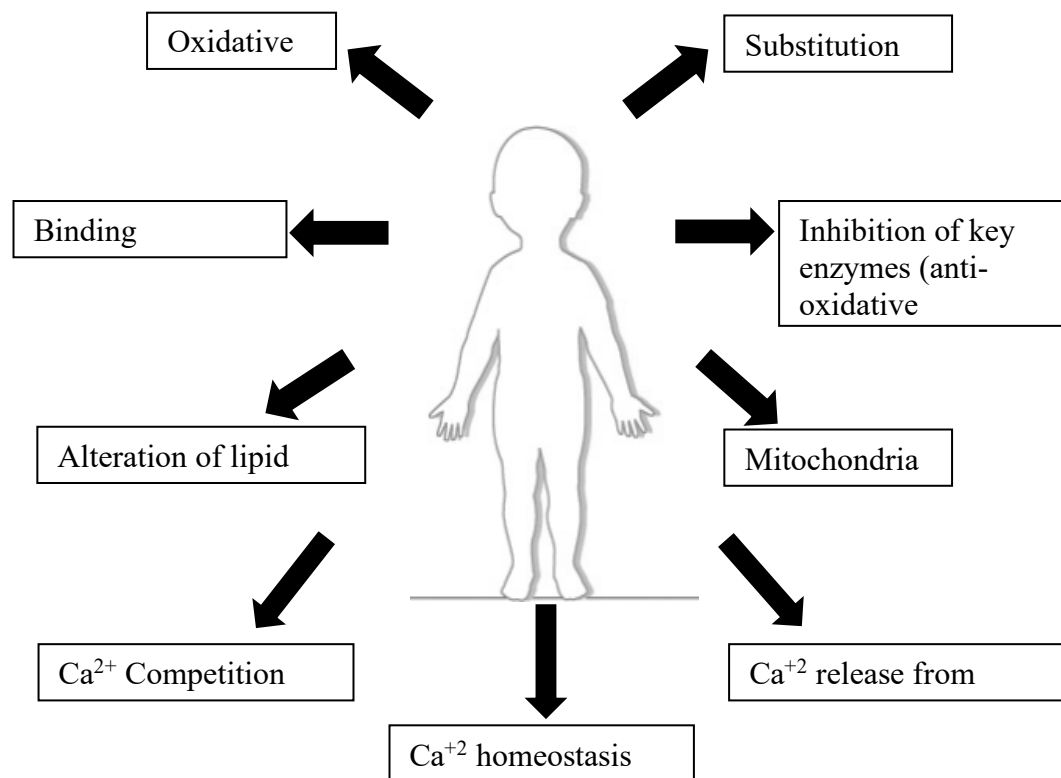 Oxidative
Substitution
Binding
Inhibition of key
enzymes (anti-
oxidative
Alteration of lipid
Mitochondria
Ca²⁺ Competition
Ca⁺² release from
Ca⁺² homeostasis